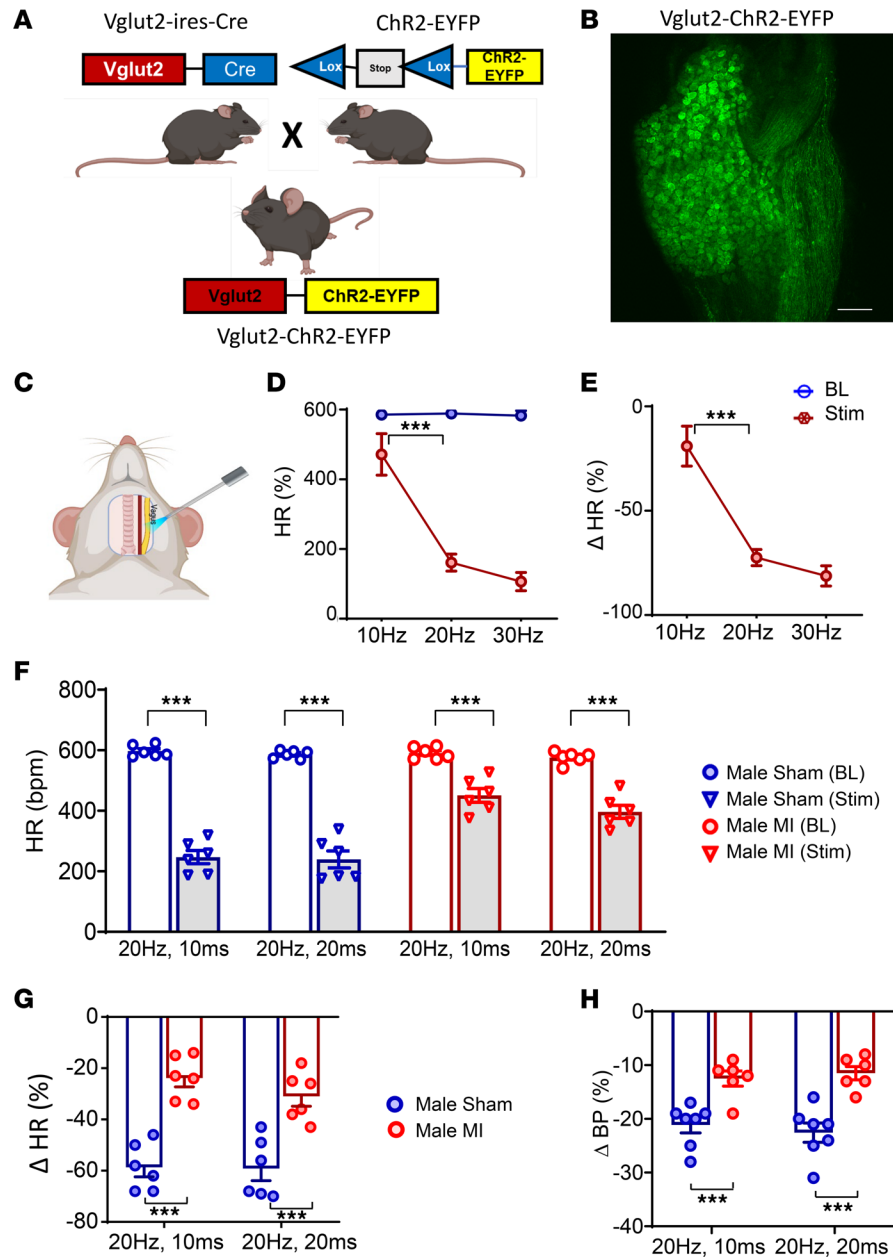 A
Vglut2-ires-Cre
ChR2-EYFP
Vglut2
Cre
Lox
Stop
Lox
ChR2-
EYFP
X
Vglut2
ChR2-EYFP
Vglut2-ChR2-EYFP
B
Vglut2-ChR2-EYFP
C
Vagus
D
HR (%)
600
400
200
0
***
10Hz
20Hz
30Hz
E
Δ HR (%)
0
-50
-100
***
10Hz
20Hz
30Hz
BL
Stim
F
HR (bpm)
800
600
400
200
0
***
***
***
***
20Hz, 10ms
20Hz, 20ms
20Hz, 10ms
20Hz, 20ms
Male Sham (BL)
Male Sham (Stim)
Male MI (BL)
Male MI (Stim)
G
Δ HR (%)
0
-20
-40
-60
-80
***
***
20Hz, 10ms
20Hz, 20ms
Male Sham
Male MI
H
Δ BP (%)
0
-10
-20
-30
-40
***
***
20Hz, 10ms
20Hz, 20ms